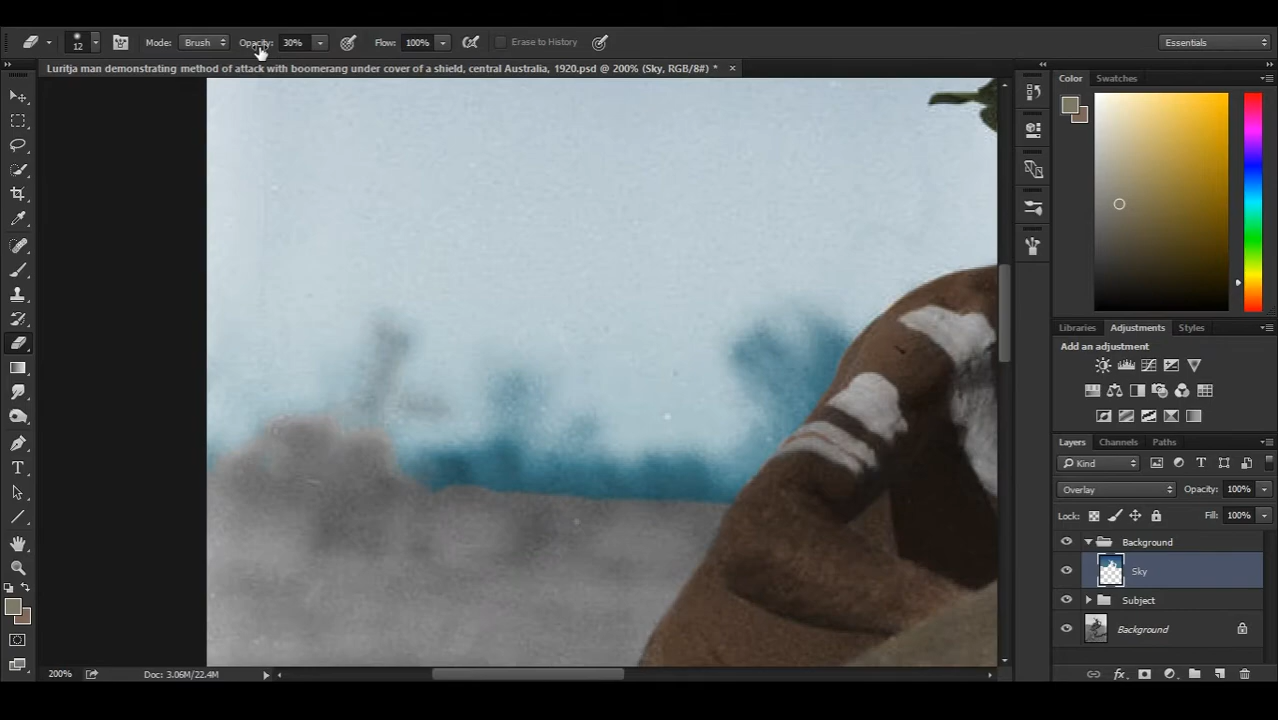 12 Mode: Brush Opacity: 30% Flow: 100% Erase to History Essentials
Luritja man demonstrating method of attack with boomerang under cover of a shield, central Australia, 1920.psd @ 200% (Sky, RGB/8#) *
Color Swatches
Libraries Adjustments Styles
Add an adjustment
Layers Channels Paths
Kind
Overlay Opacity: 100%
Lock: Fill: 100%
Background
Sky
Subject
Background
200% Doc: 3.06M/22.4M